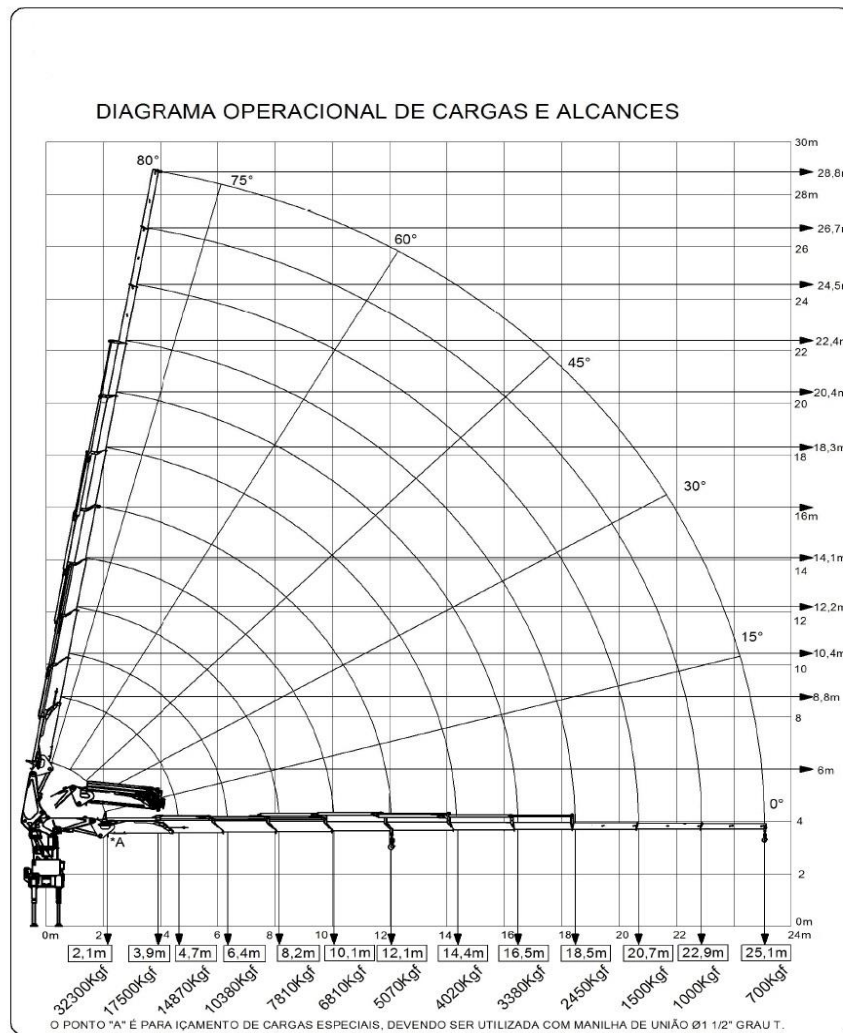 DIAGRAMA OPERACIONAL DE CARGAS E ALCANCES
30m
80°
28,8m
75°
28m
26,7m
60°
26
24,5m
24
22,4m
45°
22
20,4m
20
18,3m
18
30°
16m
14,1m
14
12,2m
12
15°
10,4m
10
8,8m
8
6m
0°
4
*A
2
0m
0m 2 4 6 8 10 12 14 16 18 20 22 24m
2,1m 3,9m 4,7m 6,4m 8,2m 10,1m 12,1m 14,4m 16,5m 18,5m 20,7m 22,9m 25,1m
32300Kgf 17500Kgf 14870Kgf 10380Kgf 7810Kgf 6810Kgf 5070Kgf 4020Kgf 3380Kgf 2450Kgf 1500Kgf 1000Kgf 700Kgf
O PONTO "A" É PARA IÇAMENTO DE CARGAS ESPECIAIS, DEVENDO SER UTILIZADA COM MANILHA DE UNIÃO Ø1 1/2" GRAU T.